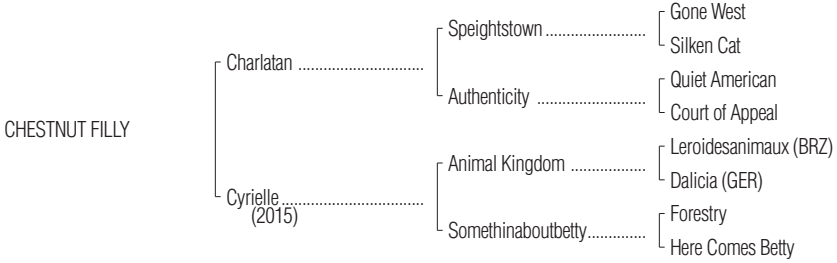 Gone West
Speightstown ........................
Silken Cat
Charlatan ..............................
Quiet American
Authenticity ..........................
Court of Appeal
CHESTNUT FILLY
Leroidesanimaux (BRZ)
Animal Kingdom ..................
Dalicia (GER)
Cyrielle ..................................
(2015)
Forestry
Somethinaboutbetty..............
Here Comes Betty